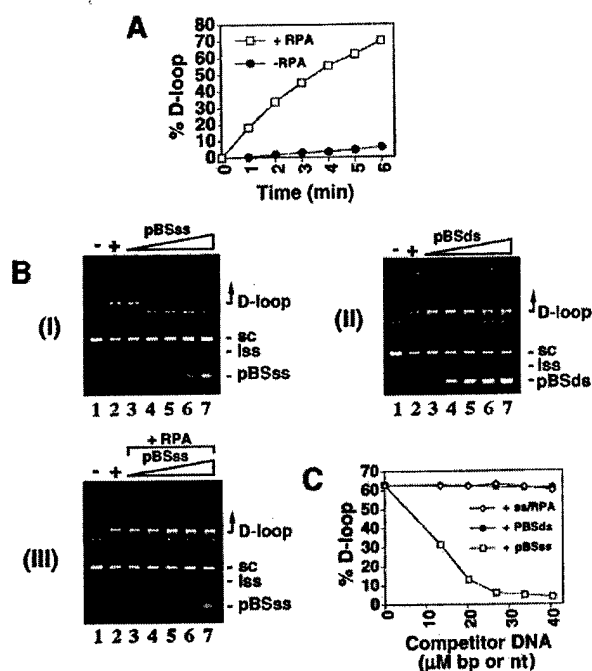 A
% D-loop
80
70
60
50
40
30
20
10
0
+ RPA
-RPA
0 1 2 3 4 5 6
Time (min)
B
(I)
- + pBSss
D-loop
sc
lss
pBSss
1 2 3 4 5 6 7
(II)
- + pBSds
D-loop
sc
lss
pBSds
1 2 3 4 5 6 7
(III)
+ RPA
- + pBSss
D-loop
sc
lss
pBSss
1 2 3 4 5 6 7
C
% D-loop
70
60
50
40
30
20
10
0
+ ss/RPA
+ PBSds
+ pBSss
0 10 20 30 40
Competitor DNA
(µM bp or nt)